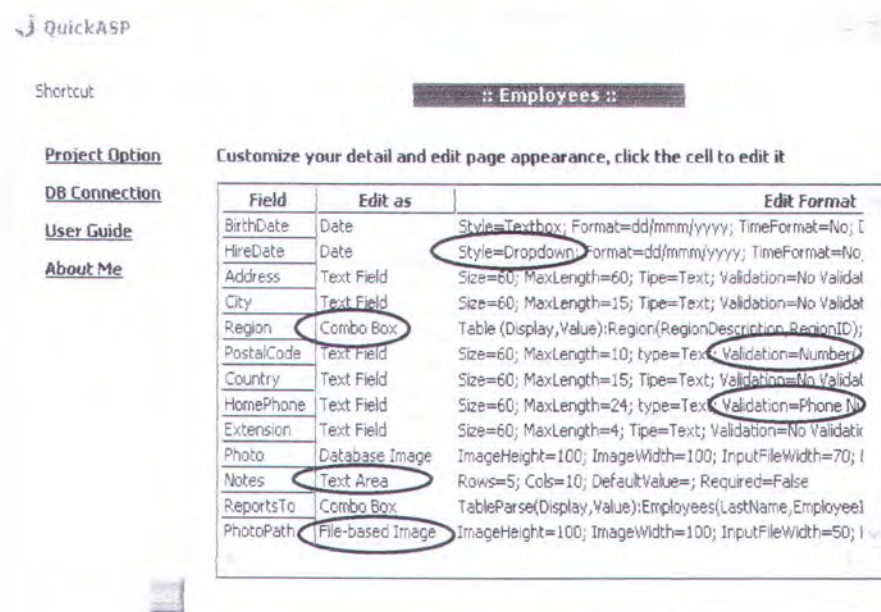 QuickASP
Shortcut
:: Employees ::
Project Option
DB Connection
User Guide
About Me
Customize your detail and edit page appearance, click the cell to edit it
Field Edit as Edit Format
BirthDate Date Style=Textbox; Format=dd/mmm/yyyy; TimeFormat=No;
HireDate Date Style=Dropdown; Format=dd/mmm/yyyy; TimeFormat=No
Address Text Field Size=60; MaxLength=60; Tipe=Text; Validation=No Validat
City Text Field Size=60; MaxLength=15; Tipe=Text; Validation=No Validat
Region Combo Box Table (Display,Value):Region(RegionDescription,RegionID);
PostalCode Text Field Size=60; MaxLength=10; type=Text; Validation=Number(
Country Text Field Size=60; MaxLength=15; Tipe=Text; Validation=No Validat
HomePhone Text Field Size=60; MaxLength=24; type=Text; Validation=Phone Nu
Extension Text Field Size=60; MaxLength=4; Tipe=Text; Validation=No Validatic
Photo Database Image ImageHeight=100; ImageWidth=100; InputFileWidth=70;
Notes Text Area Rows=5; Cols=10; DefaultValue=; Required=False
ReportsTo Combo Box TableParse(Display,Value):Employees(LastName,Employee
PhotoPath File-based Image ImageHeight=100; ImageWidth=100; InputFileWidth=50;